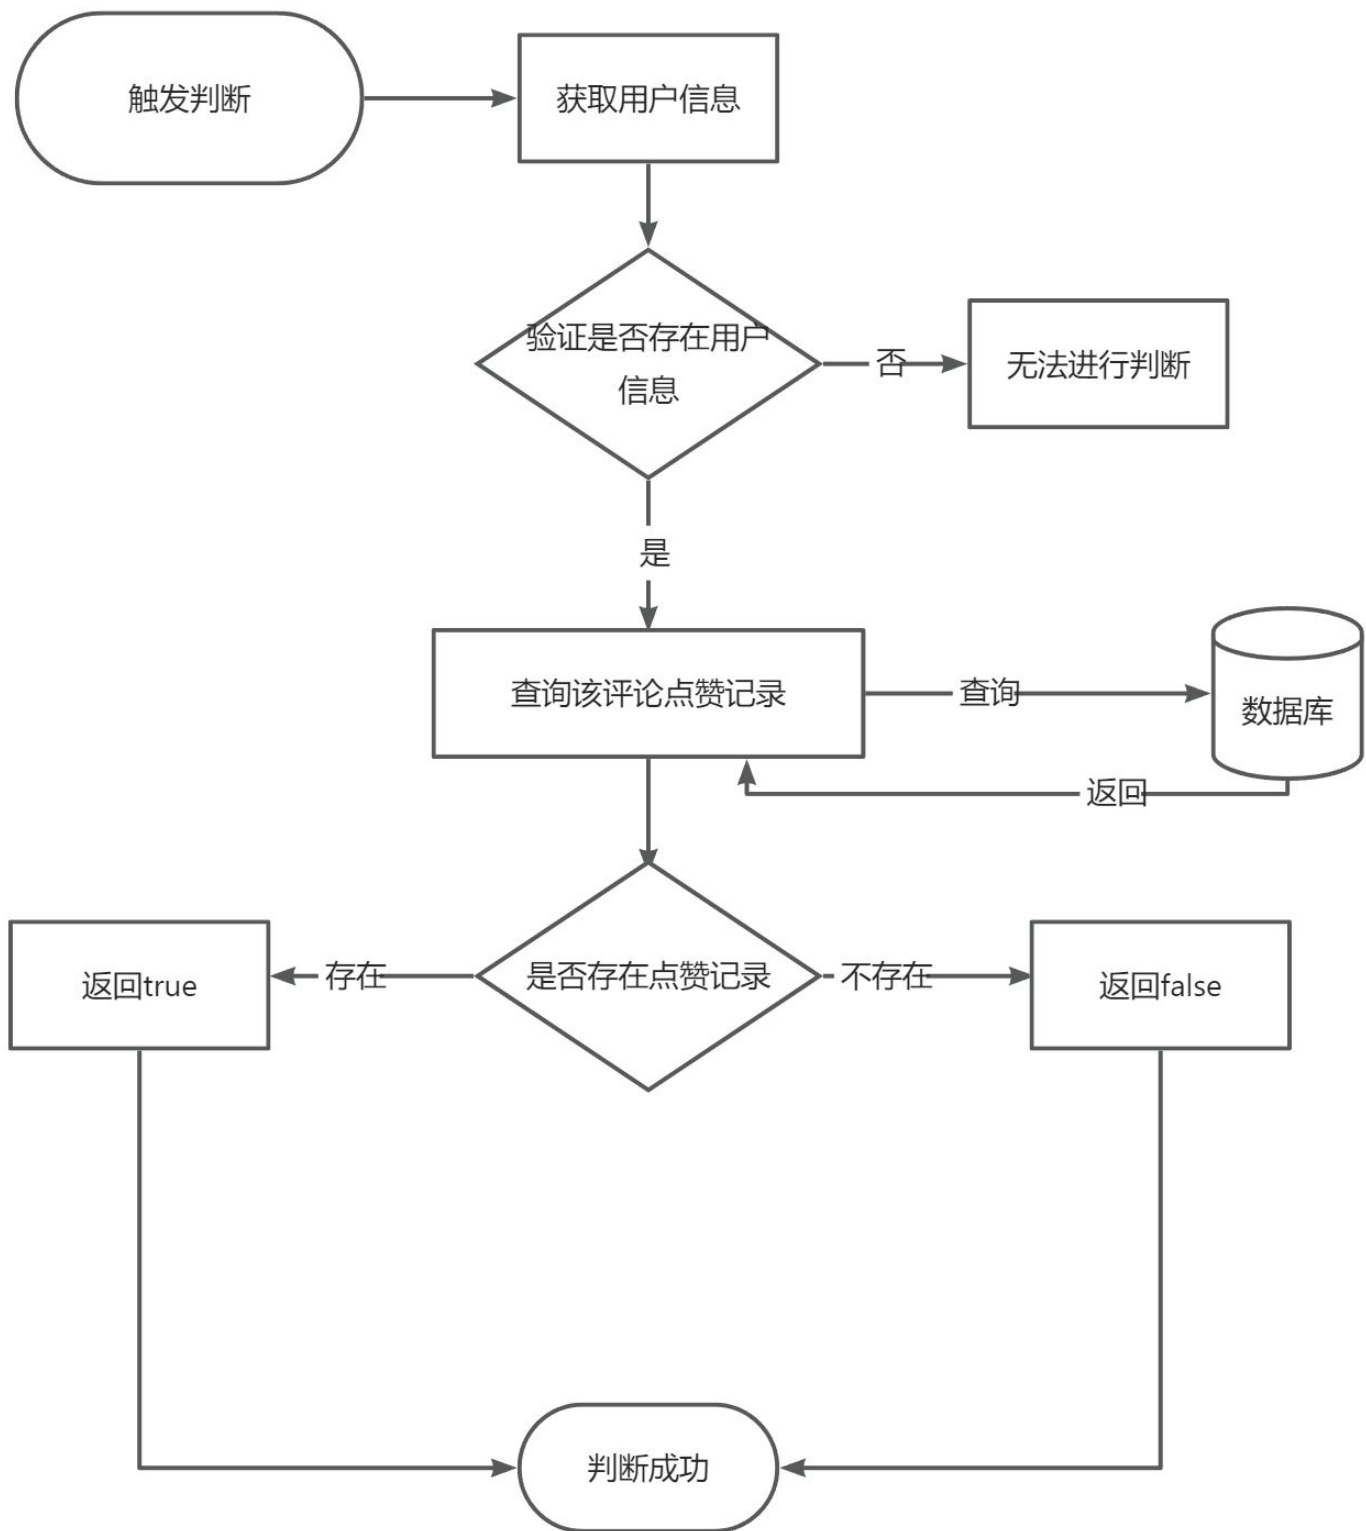 触发判断
获取用户信息
验证是否存在用户
信息
否
无法进行判断
是
查询该评论点赞记录
查询
数据库
返回
返回true
存在
是否存在点赞记录
不存在
返回false
判断成功